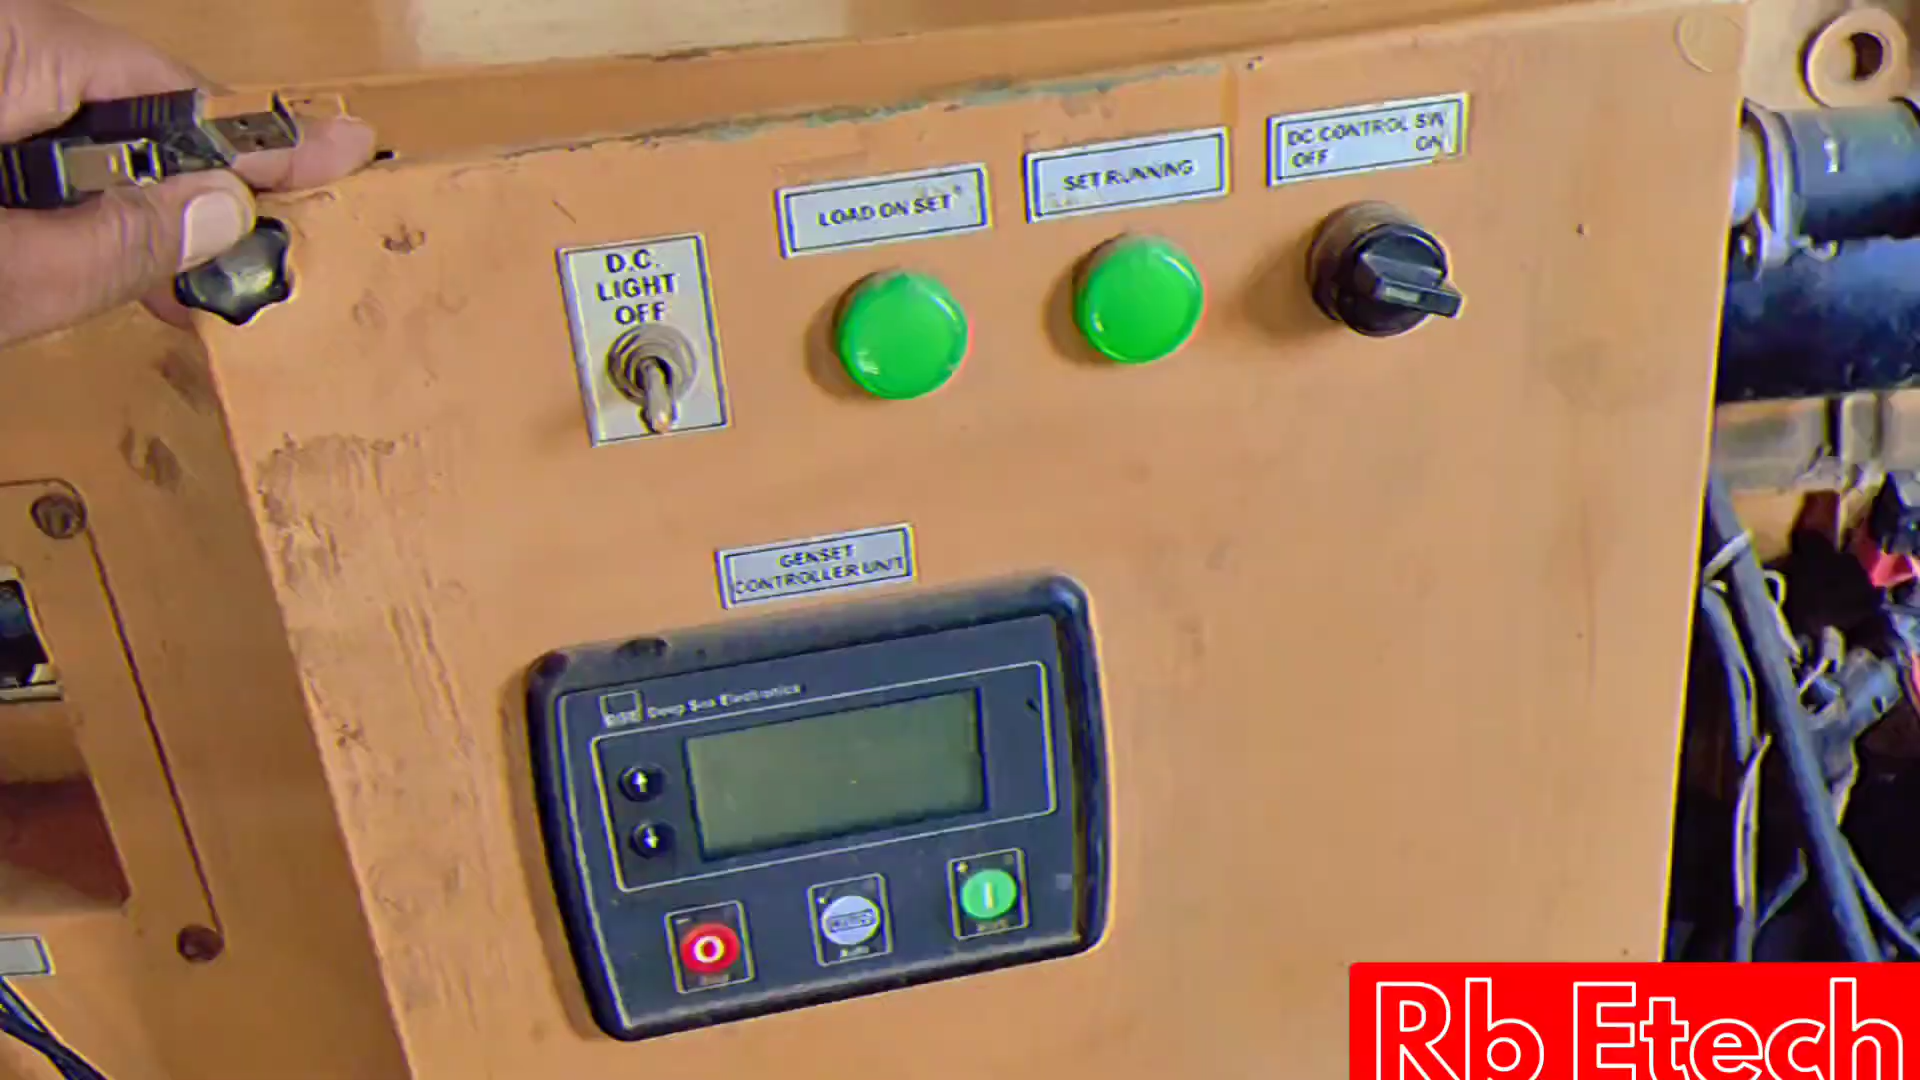 LOAD ON SET
SET RUNNING
DC CONTROL SW
OFF ON
D.C.
LIGHT
OFF
GENSET
CONTROLLER UNIT
DSE Deep Sea Electronics
Rb Etech